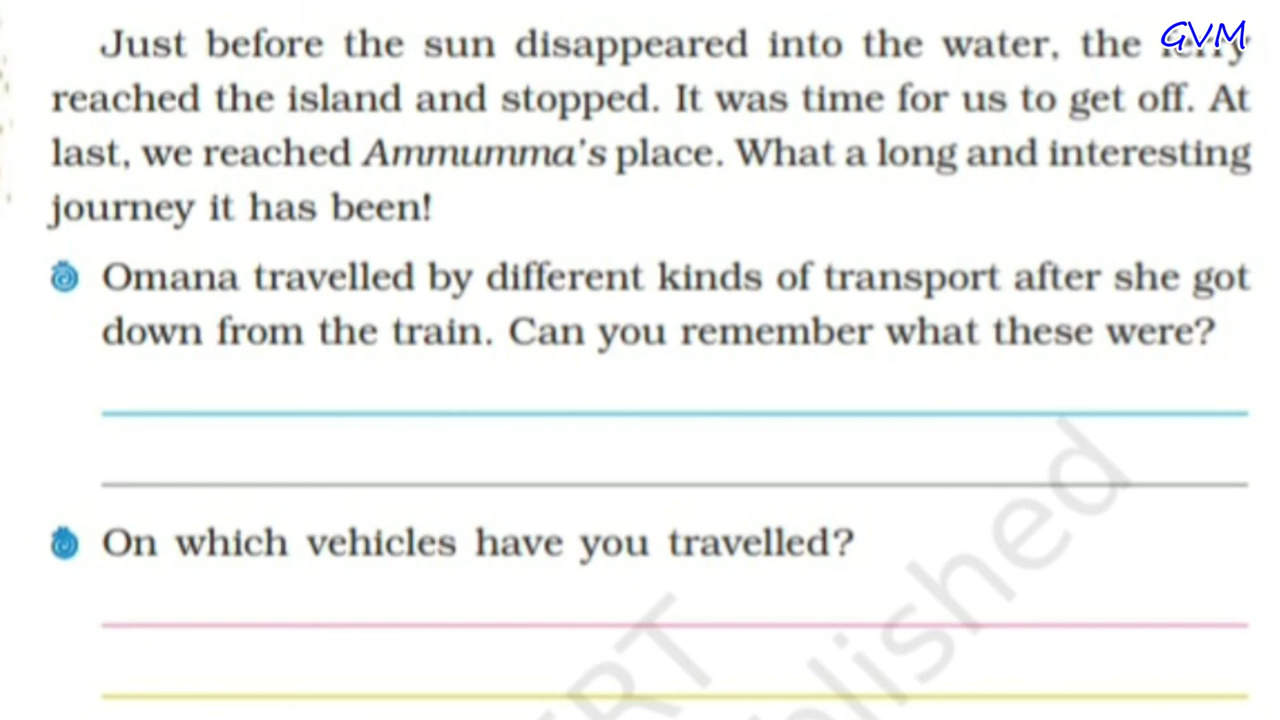 Just before the sun disappeared into the water, the ferry
GVM
reached the island and stopped. It was time for us to get off. At
last, we reached Ammumma's place. What a long and interesting
journey it has been!
Omana travelled by different kinds of transport after she got
down from the train. Can you remember what these were?
On which vehicles have you travelled?